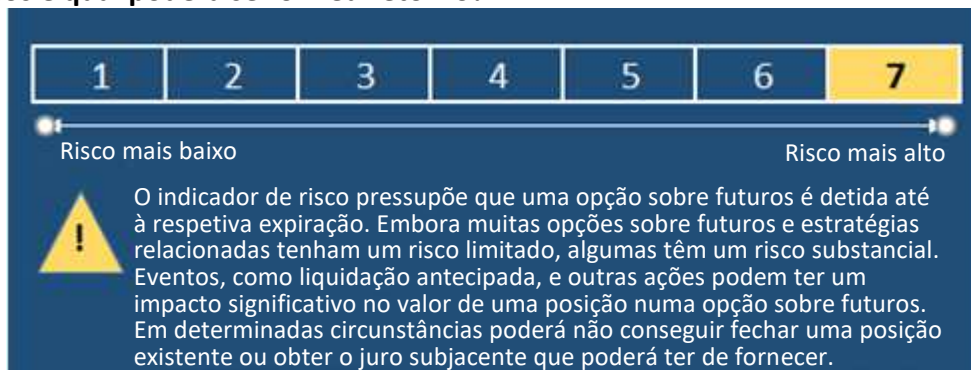 1 2 3 4 5 6 7
Risco mais baixo Risco mais alto
! O indicador de risco pressupõe que uma opção sobre futuros é detida até
à respetiva expiração. Embora muitas opções sobre futuros e estratégias
relacionadas tenham um risco limitado, algumas têm um risco substancial.
Eventos, como liquidação antecipada, e outras ações podem ter um
impacto significativo no valor de uma posição numa opção sobre futuros.
Em determinadas circunstâncias poderá não conseguir fechar uma posição
existente ou obter o juro subjacente que poderá ter de fornecer.